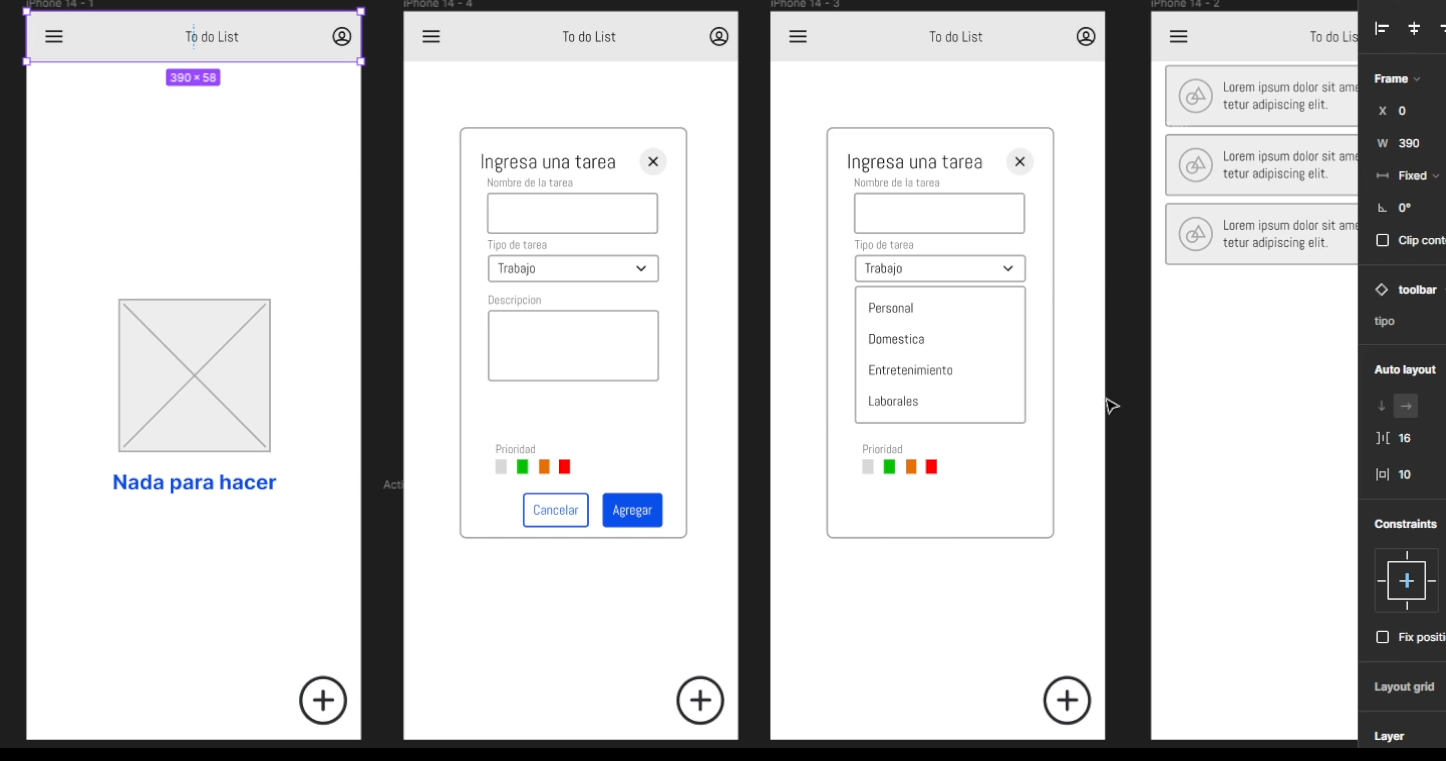 iPhone 14 - 1
To do List
390 × 58
Nada para hacer
iPhone 14 - 4
To do List
Ingresa una tarea
Nombre de la tarea
Tipo de tarea
Trabajo
Descripcion
Prioridad
Cancelar
Agregar
iPhone 14 - 3
To do List
Ingresa una tarea
Nombre de la tarea
Tipo de tarea
Trabajo
Personal
Domestica
Entretenimiento
Laborales
Prioridad
iPhone 14 - 2
To do Lis
Lorem ipsum dolor sit ame
tetur adipiscing elit.
Lorem ipsum dolor sit ame
tetur adipiscing elit.
Lorem ipsum dolor sit ame
tetur adipiscing elit.
Acti
Frame
X 0
W 390
Fixed
0°
Clip cont
toolbar
tipo
Auto layout
16
10
Constraints
Fix positi
Layout grid
Layer